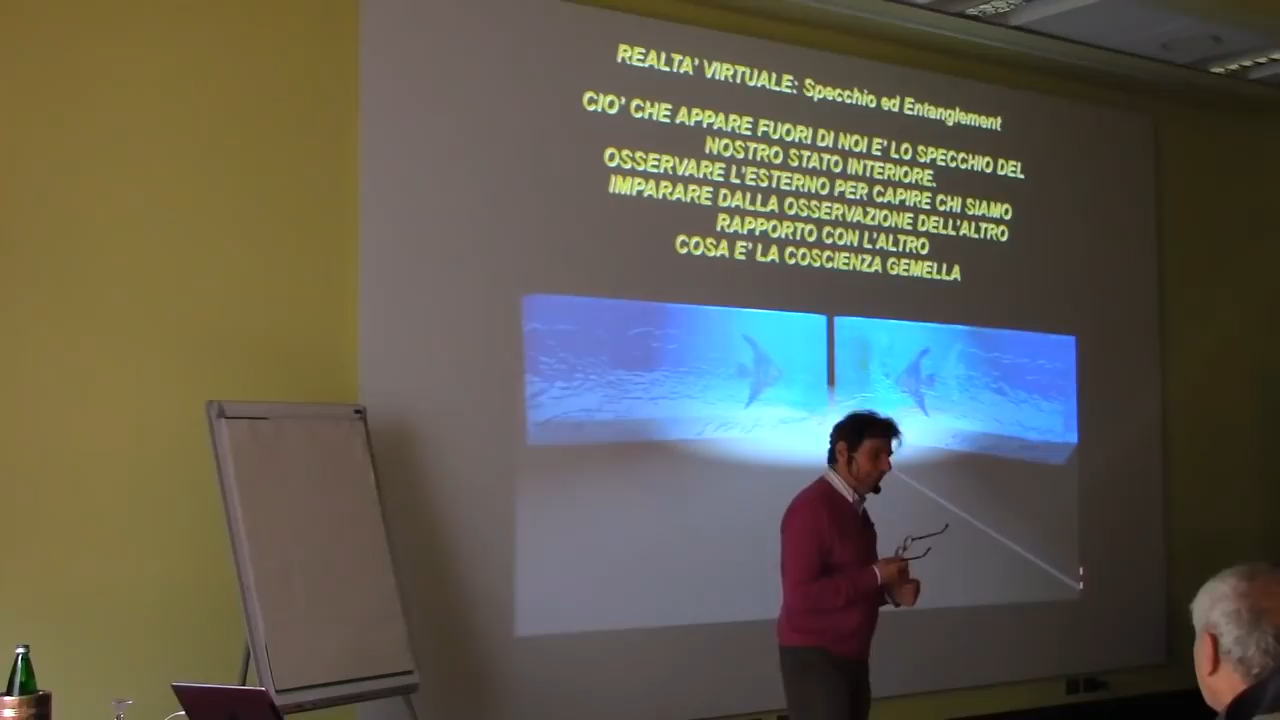 REALTA' VIRTUALE: Specchio ed Entanglement
CIO' CHE APPARE FUORI DI NOI E' LO SPECCHIO DEL
NOSTRO STATO INTERIORE.
OSSERVARE L'ESTERNO PER CAPIRE CHI SIAMO
IMPARARE DALLA OSSERVAZIONE DELL'ALTRO
RAPPORTO CON L'ALTRO
COSA E' LA COSCIENZA GEMELLA